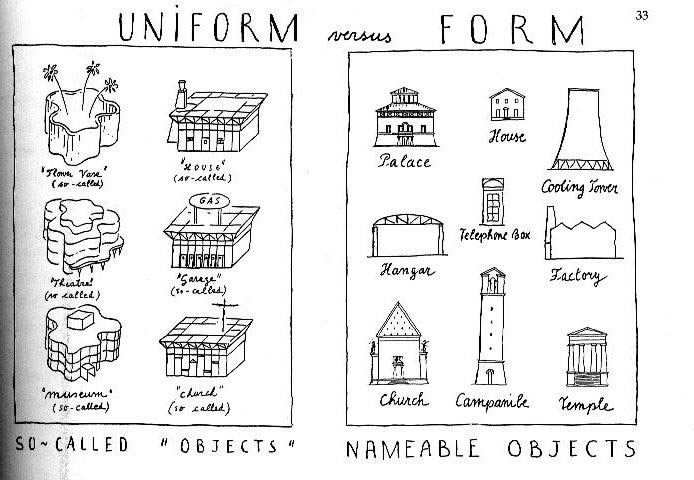 33
UNIFORM versus FORM
"Flower Vase"
(so-called)
"HOUSE"
(so-called)
GAS
"Theatre"
(so called)
"Garage"
(so-called)
"museum"
(so-called)
"church"
(so called)
SO-CALLED "OBJECTS"
Palace
House
Cooling Tower
Telephone Box
Hangar
Factory
Church
Campanile
Temple
NAMEABLE OBJECTS